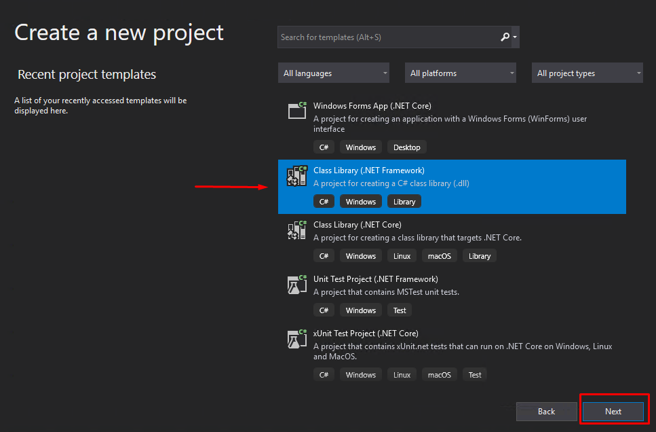 Create a new project
Search for templates (Alt+S)
Recent project templates
All languages
All platforms
All project types
A list of your recently accessed templates will
be displayed here.
Windows Forms App (.NET Core)
A project for creating an application with a Windows Forms (WinForms) user
interface
C# Windows Desktop
Class Library (.NET Framework)
A project for creating a C# class library (.dll)
C# Windows Library
Class Library (.NET Core)
A project for creating a class library that targets .NET Core.
C# Windows Linux macOS Library
Unit Test Project (.NET Framework)
A project that contains MSTest unit tests.
C# Windows Test
xUnit Test Project (.NET Core)
A project that contains xUnit.net tests that can run on .NET Core on Windows, Linux
and MacOS.
C# Windows Linux macOS Test
Back
Next